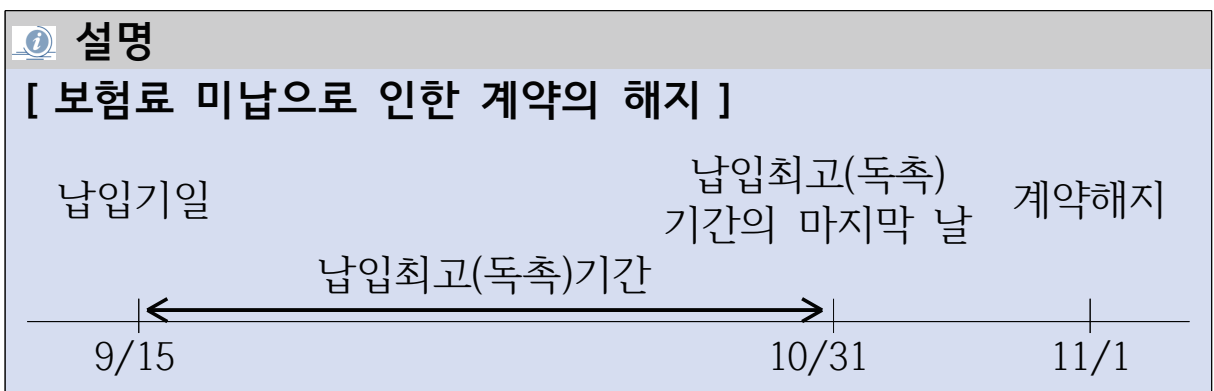 설명
[ 보험료 미납으로 인한 계약의 해지 ]
납입기일
납입최고(독촉)
기간의 마지막 날
계약해지
납입최고(독촉)기간
9/15
10/31
11/1